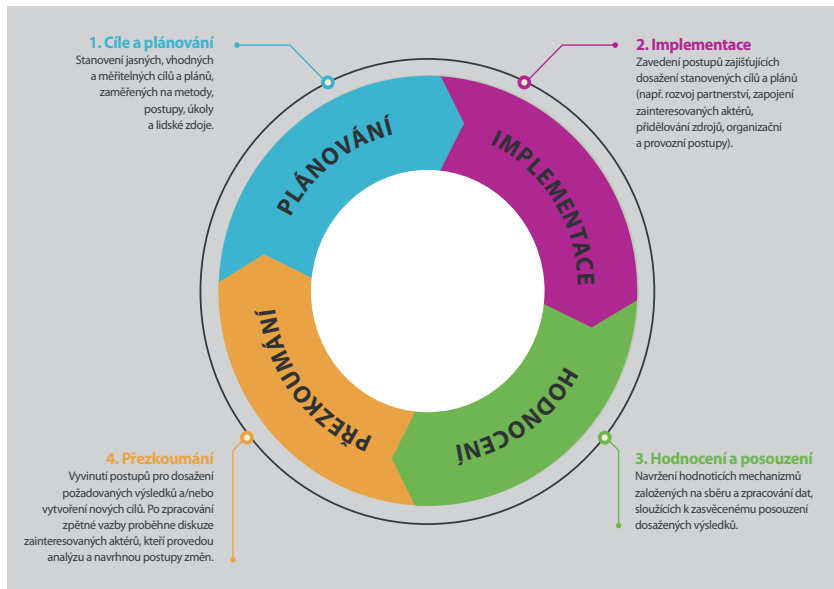 1. Cíle a plánování
Stanovení jasných, vhodných
a měřitelných cílů a plánů,
zaměřených na metody,
postupy, úkoly
a lidské zdoje.
2. Implementace
Zavedení postupů zajišťujících
dosažení stanovených cílů a plánů
(např. rozvoj partnerství, zapojení
zainteresovaných aktérů,
přidělování zdrojů, organizační
a provozní postupy).
PLÁNOVÁNÍ
IMPLEMENTACE
HODNOCENÍ
PŘEZKOUMÁNÍ
3. Hodnocení a posouzení
Navržení hodnoticích mechanizmů
založených na sběru a zpracování dat,
sloužících k zasvěcenému posouzení
dosažených výsledků.
4. Přezkoumání
Vyvinutí postupů pro dosažení
požadovaných výsledků a/nebo
vytvoření nových cílů. Po zpracování
zpětné vazby proběhne diskuze
zainteresovaných aktérů, kteří provedou
analýzu a navrhnou postupy změn.